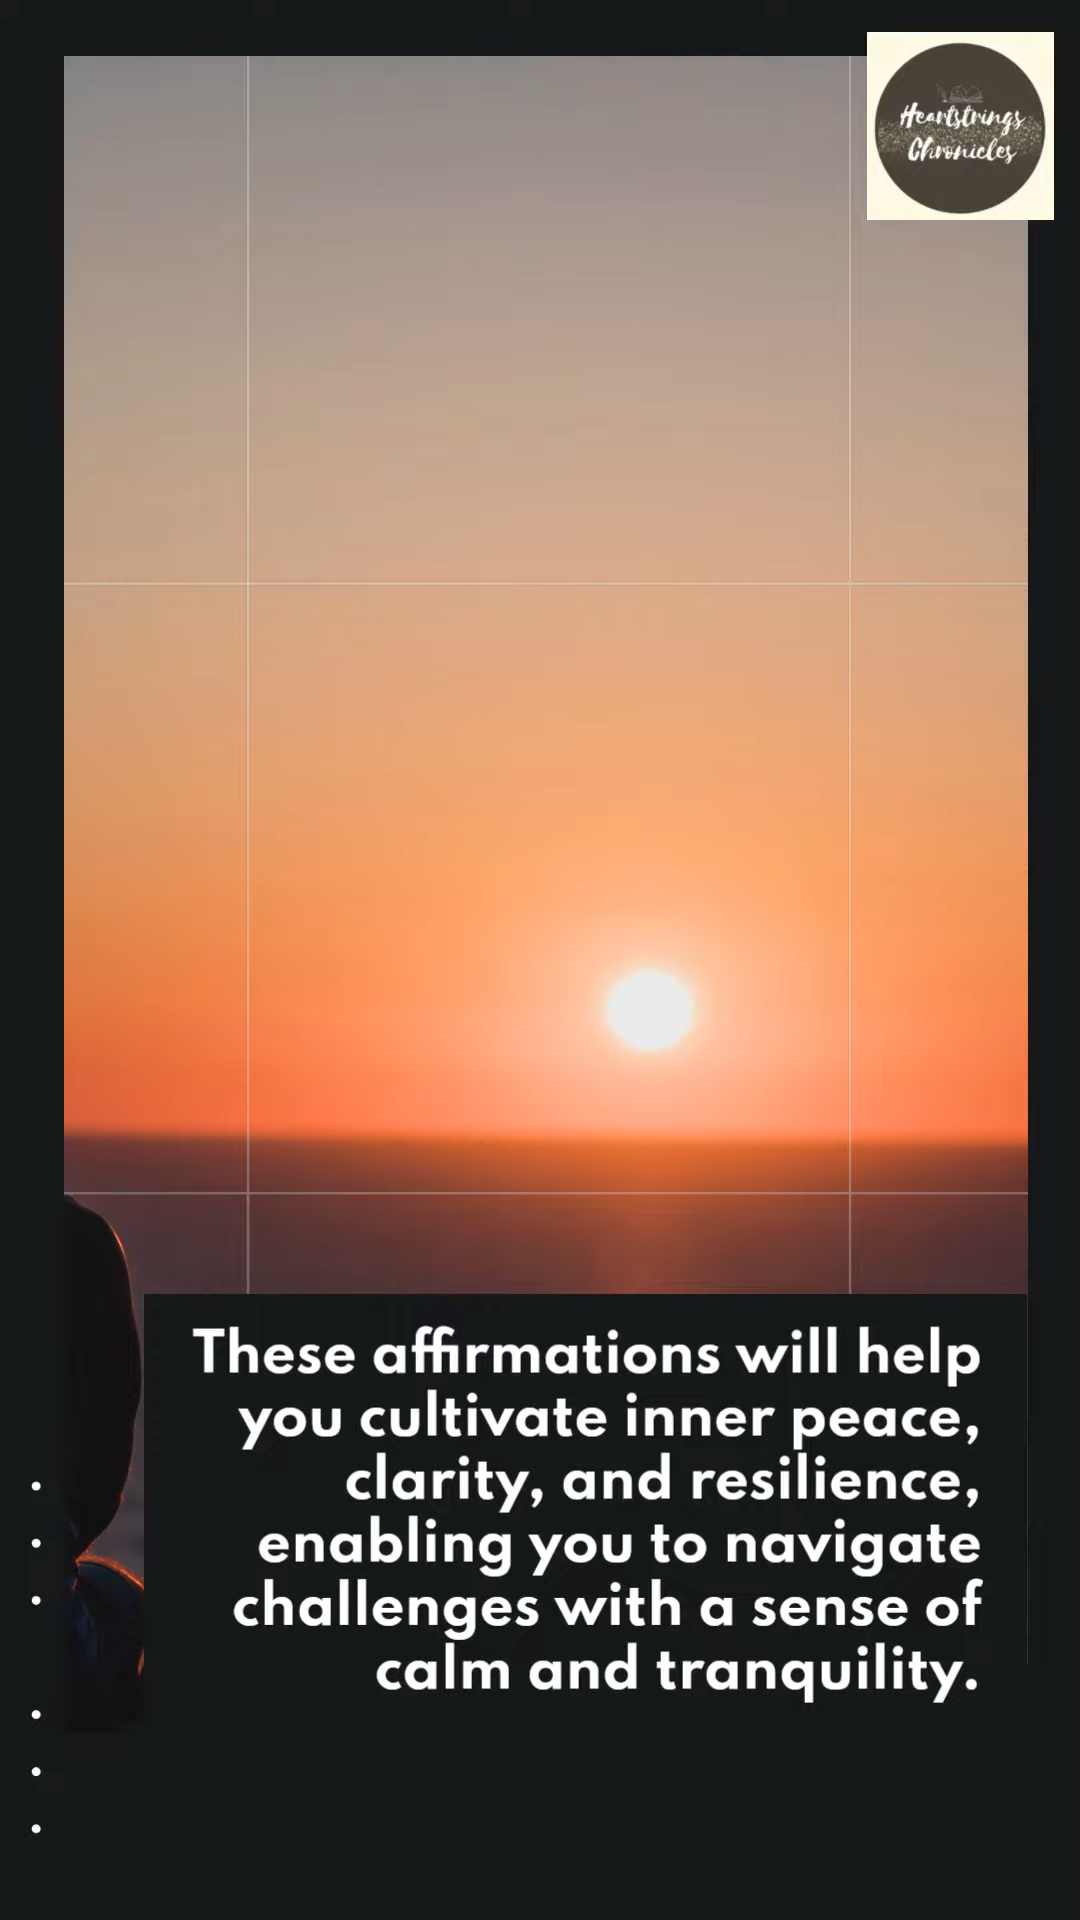 Heartstrings
Chronicles
These affirmations will help
you cultivate inner peace,
clarity, and resilience,
enabling you to navigate
challenges with a sense of
calm and tranquility.